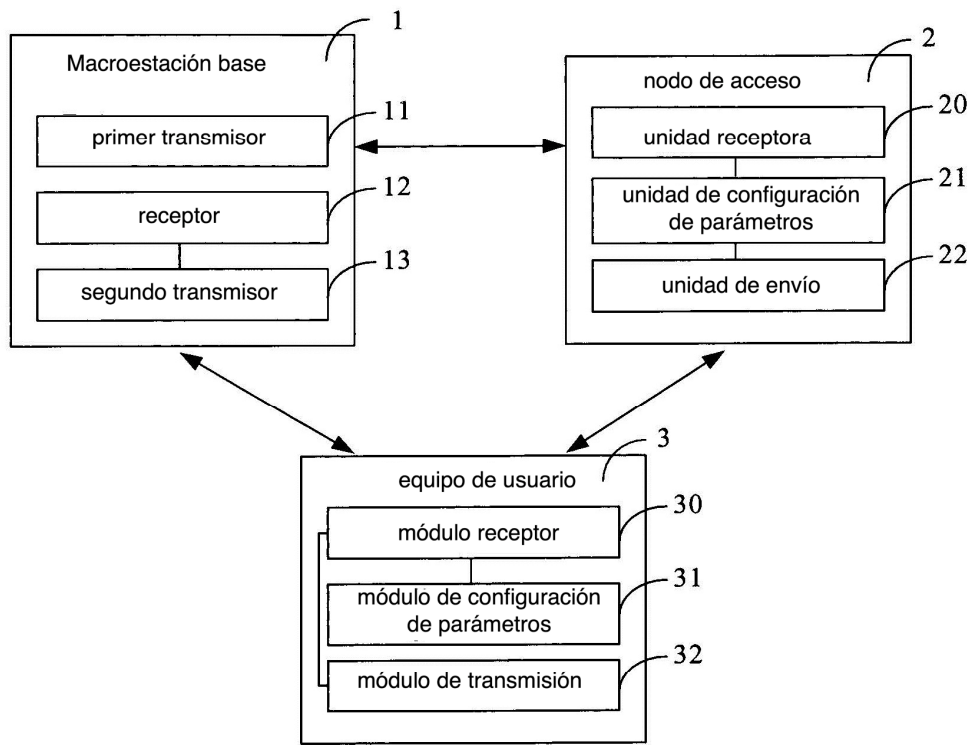 1
Macroestación base
primer transmisor
11
receptor
12
segundo transmisor
13
2
nodo de acceso
unidad receptora
20
unidad de configuración
de parámetros
21
unidad de envío
22
3
equipo de usuario
módulo receptor
30
módulo de configuración
de parámetros
31
módulo de transmisión
32